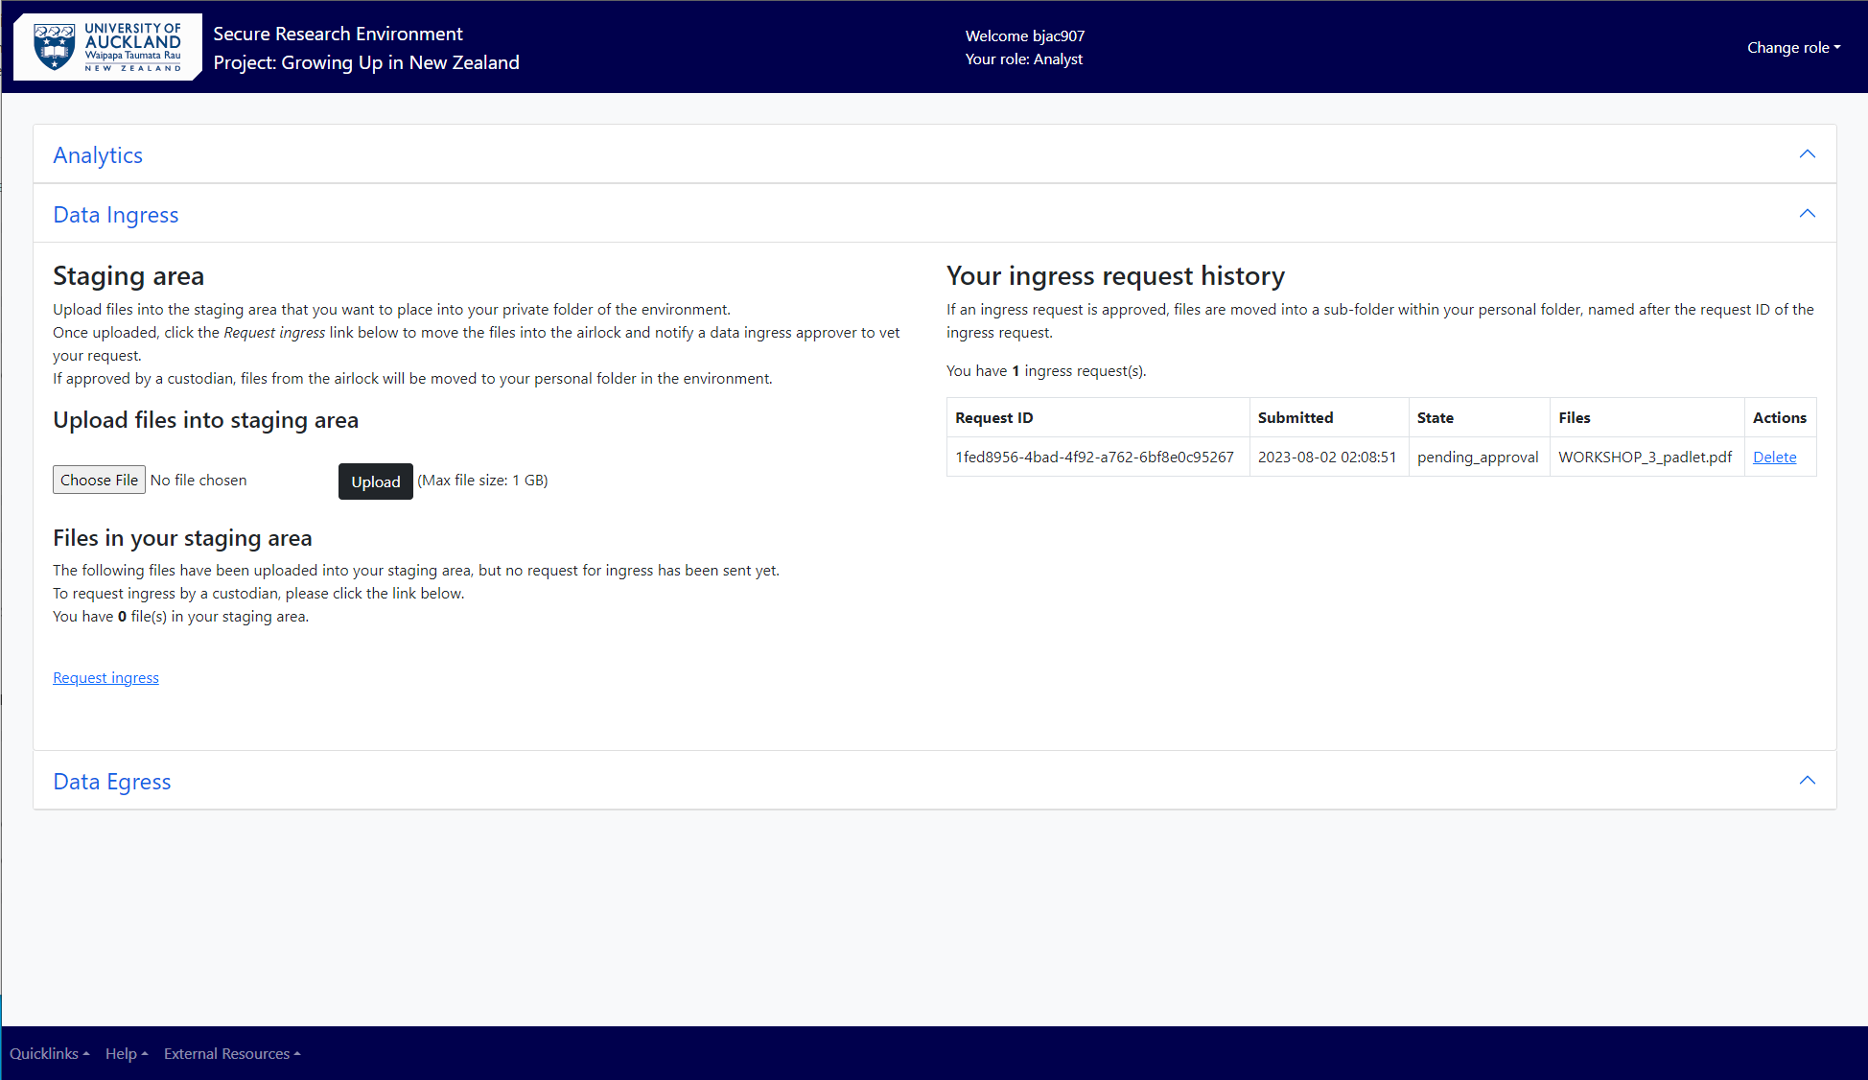 UNIVERSITY OF
AUCKLAND
Waipapa Taumata Rau
NEW ZEALAND
Secure Research Environment
Project: Growing Up in New Zealand
Welcome bjac907
Your role: Analyst
Change role
Analytics
Data Ingress
Staging area
Upload files into the staging area that you want to place into your private folder of the environment.
Once uploaded, click the Request ingress link below to move the files into the airlock and notify a data ingress approver to vet
your request.
If approved by a custodian, files from the airlock will be moved to your personal folder in the environment.
Upload files into staging area
Choose File No file chosen Upload (Max file size: 1 GB)
Files in your staging area
The following files have been uploaded into your staging area, but no request for ingress has been sent yet.
To request ingress by a custodian, please click the link below.
You have 0 file(s) in your staging area.
Request ingress
Your ingress request history
If an ingress request is approved, files are moved into a sub-folder within your personal folder, named after the request ID of the
ingress request.
You have 1 ingress request(s).
Request ID Submitted State Files Actions
1fed8956-4bad-4f92-a762-6bf8e0c95267 2023-08-02 02:08:51 pending_approval WORKSHOP_3_padlet.pdf Delete
Data Egress
Quicklinks Help External Resources